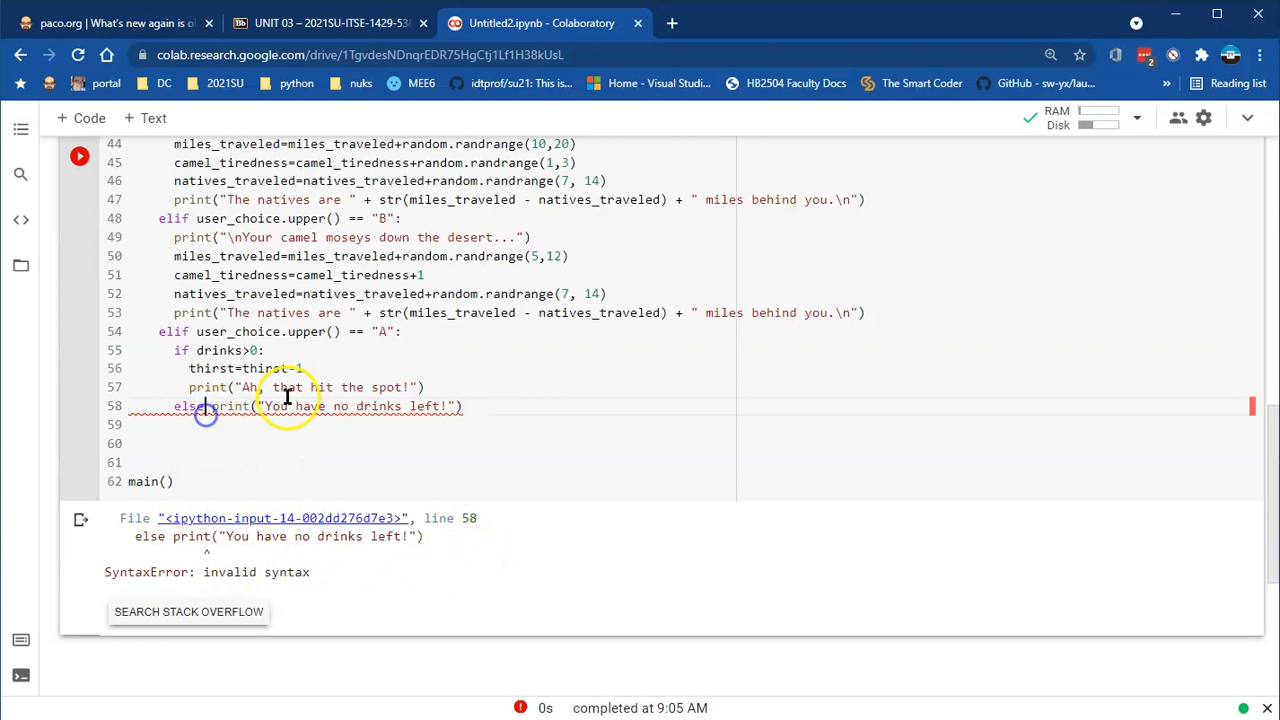 paco.org | What's new again is ol
UNIT 03 – 2021SU-ITSE-1429-53
Untitled2.ipynb - Colaboratory
colab.research.google.com/drive/1TgvdesNDnqrEDR75HgCtj1Lf1H38kUsL
portal DC 2021SU python nuks MEE6 idtprof/su21: This is... Home - Visual Studi... HB2504 Faculty Docs The Smart Coder GitHub - sw-yx/lau... Reading list
+ Code + Text RAM Disk
44 miles_traveled=miles_traveled+random.randrange(10,20)
45 camel_tiredness=camel_tiredness+random.randrange(1,3)
46 natives_traveled=natives_traveled+random.randrange(7, 14)
47 print("The natives are " + str(miles_traveled - natives_traveled) + " miles behind you.\n")
48 elif user_choice.upper() == "B":
49 print("\nYour camel moseys down the desert...")
50 miles_traveled=miles_traveled+random.randrange(5,12)
51 camel_tiredness=camel_tiredness+1
52 natives_traveled=natives_traveled+random.randrange(7, 14)
53 print("The natives are " + str(miles_traveled - natives_traveled) + " miles behind you.\n")
54 elif user_choice.upper() == "A":
55 if drinks>0:
56 thirst=thirst-1
57 print("Ah, that hit the spot!")
58 else print("You have no drinks left!")
59
60
61
62 main()
File "<ipython-input-14-002dd276d7e3>", line 58
else print("You have no drinks left!")
^
SyntaxError: invalid syntax
SEARCH STACK OVERFLOW
0s completed at 9:05 AM